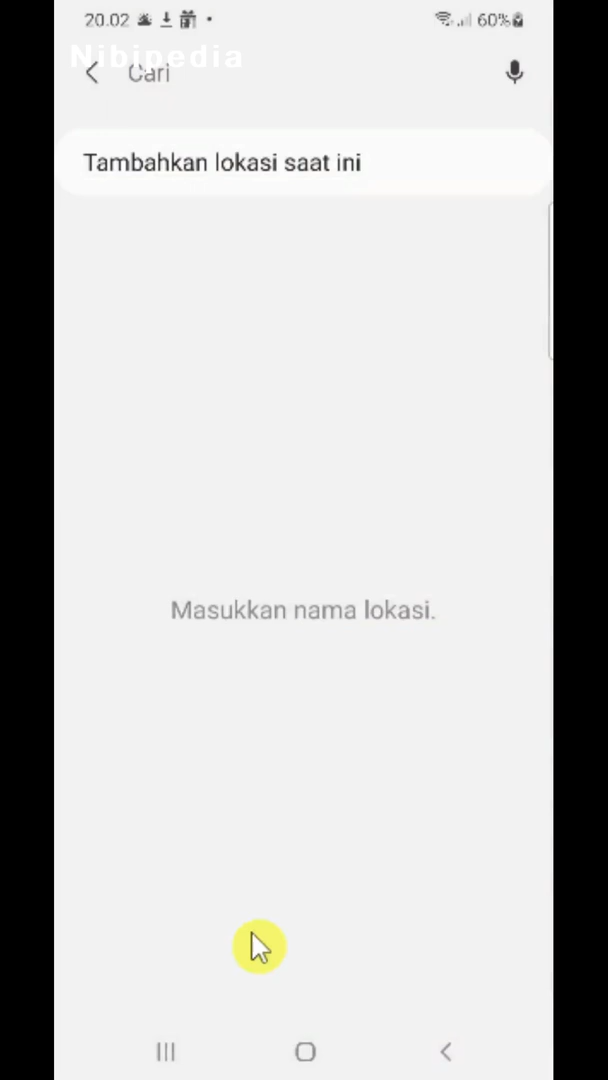 20.02
60%
Nibipedia
Cari
Tambahkan lokasi saat ini
Masukkan nama lokasi.